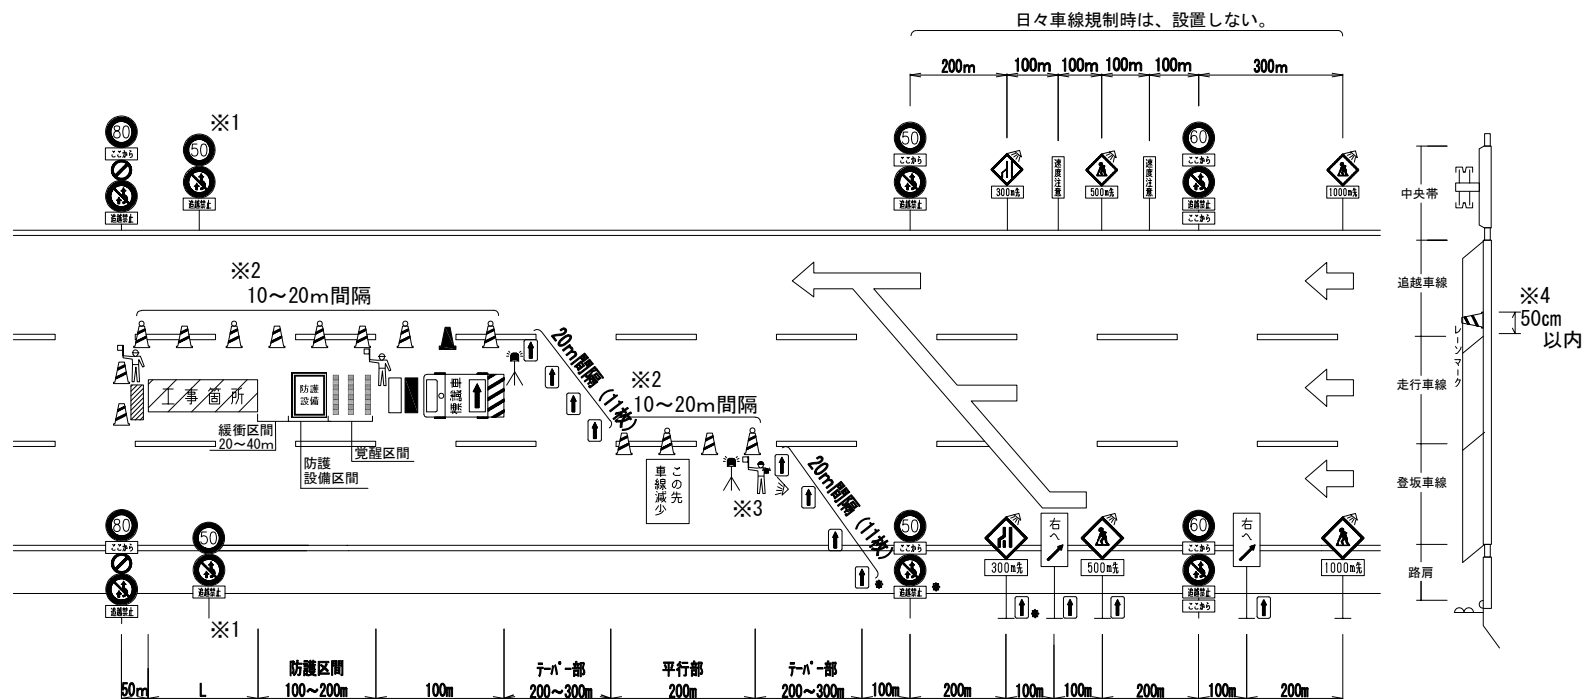 日々車線規制時は、設置しない。
200m 100m 100m 100m 100m 300m
80 ここから 追越禁止
※1
50 追越禁止
50 ここから 追越禁止
300m先
速度注意
500m先
速度注意
60 ここから 追越禁止 ここから
1000m先
中央帯
追越車線
レーンマーク
走行車線
登坂車線
路肩
※4
50cm
以内
※2
10〜20m間隔
工事箇所
防護
設備
標識車
緩衝区間
20〜40m
防護
設備区間
覚醒区間
20m間隔（11枚）
※2
10〜20m間隔
この先
車線減少
※3
20m間隔（11枚）
80 ここから 追越禁止
50 追越禁止
※1
50 ここから 追越禁止
300m先
右へ
500m先
60 ここから 追越禁止 ここから
右へ
1000m先
防護区間 テーパー部 平行部 テーパー部
50m L 100〜200m 100m 200〜300m 200m 200〜300m 100m 200m 100m 100m 200m 100m 200m